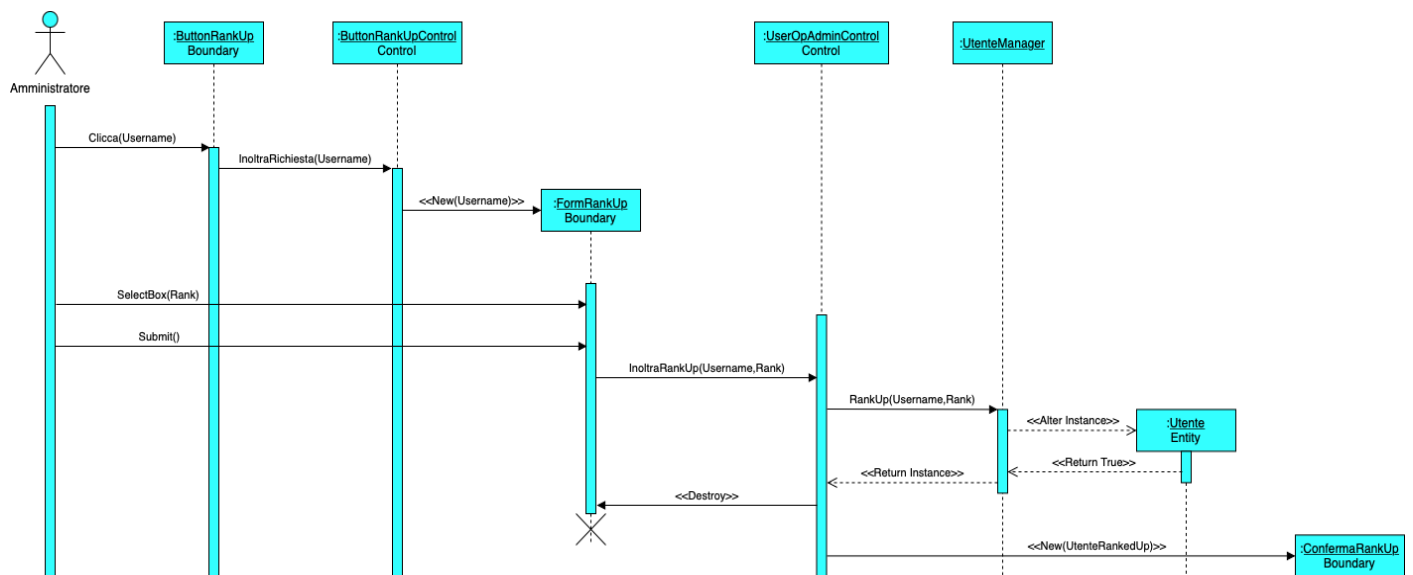 :ButtonRankUp
Boundary
:ButtonRankUpControl
Control
:UserOpAdminControl
Control
:UtenteManager
Amministratore
Clicca(Username)
InoltraRichiesta(Username)
<<New(Username)>>
:FormRankUp
Boundary
SelectBox(Rank)
Submit()
InoltraRankUp(Username,Rank)
RankUp(Username,Rank)
<<Alter Instance>>
:Utente
Entity
<<Return True>>
<<Return Instance>>
<<Destroy>>
<<New(UtenteRankedUp)>>
:ConfermaRankUp
Boundary